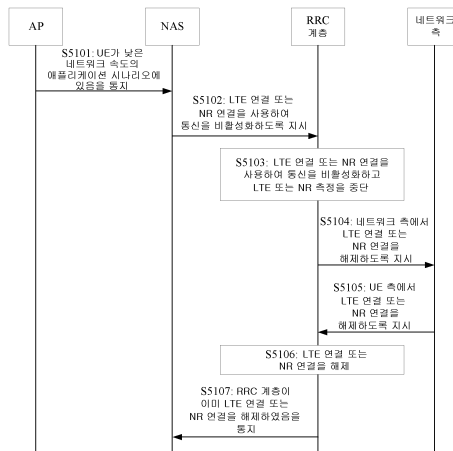 AP
NAS
RRC
계층
네트워크
측
S5101: UE가 낮은
네트워크 속도의
애플리케이션 시나리오에
있음을 통지
S5102: LTE 연결 또는
NR 연결을 사용하여
통신을 비활성화하도록 지시
S5103: LTE 연결 또는 NR 연결을
사용하여 통신을 비활성화하고
LTE 또는 NR 측정을 중단
S5104: 네트워크 측에서
LTE 연결 또는
NR 연결을
해제하도록 지시
S5105: UE 측에서
LTE 연결 또는
NR 연결을
해제하도록 지시
S5106: LTE 연결 또는
NR 연결을 해제
S5107: RRC 계층이
이미 LTE 연결 또는
NR 연결을 해제하였음을
통지